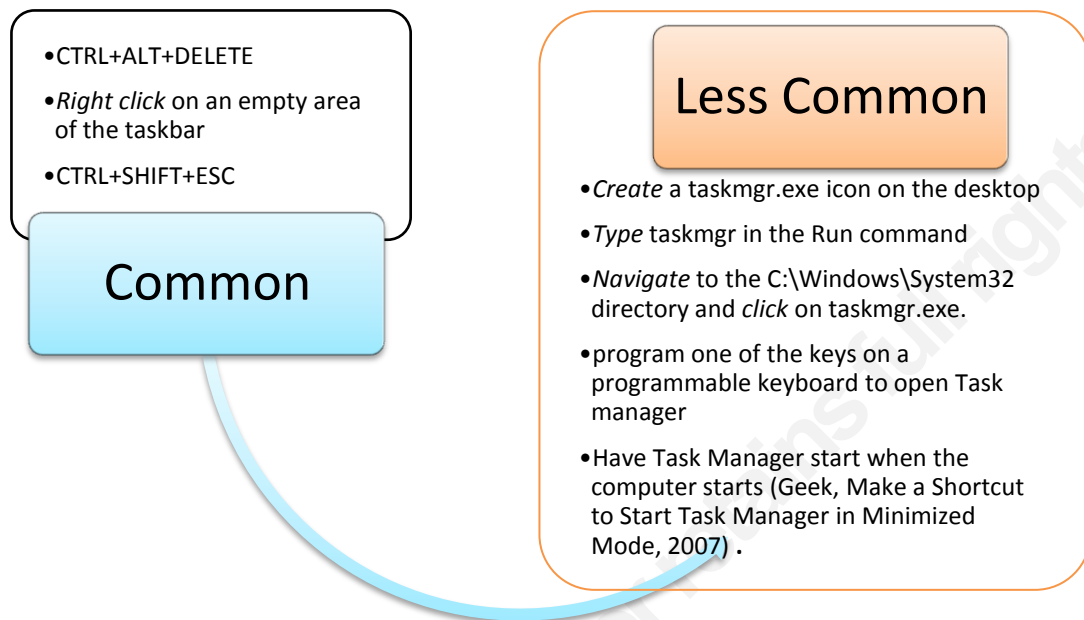 •CTRL+ALT+DELETE
•Right click on an empty area
of the taskbar
•CTRL+SHIFT+ESC
Common
Less Common
•Create a taskmgr.exe icon on the desktop
•Type taskmgr in the Run command
•Navigate to the C:\Windows\System32
directory and click on taskmgr.exe.
•program one of the keys on a
programmable keyboard to open Task
manager
•Have Task Manager start when the
computer starts (Geek, Make a Shortcut
to Start Task Manager in Minimized
Mode, 2007) .
full